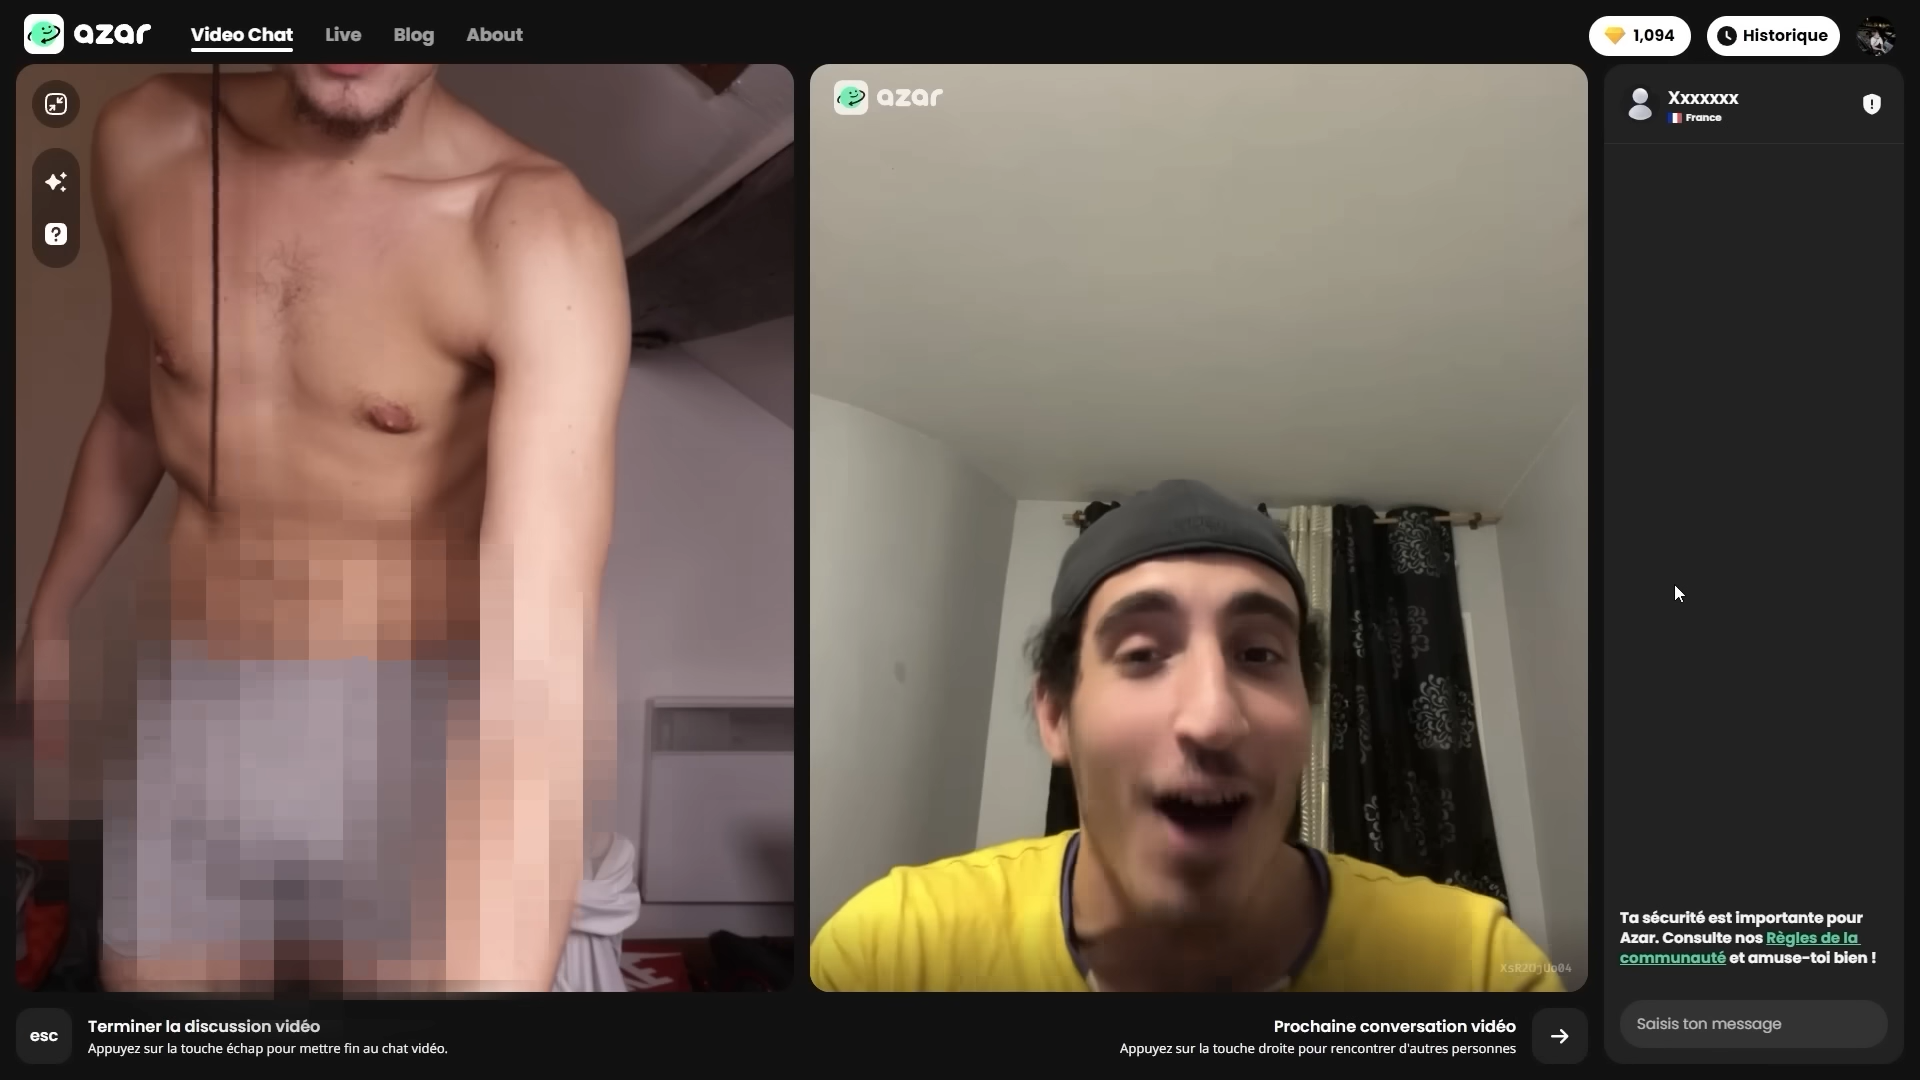 azar
Video Chat
Live
Blog
About
1,094
Historique
azar
Xxxxxxx
France
Ta sécurité est importante pour
Azar. Consulte nos Règles de la
communauté et amuse-toi bien !
Saisis ton message
esc
Terminer la discussion vidéo
Appuyez sur la touche échap pour mettre fin au chat vidéo.
Prochaine conversation vidéo
Appuyez sur la touche droite pour rencontrer d'autres personnes